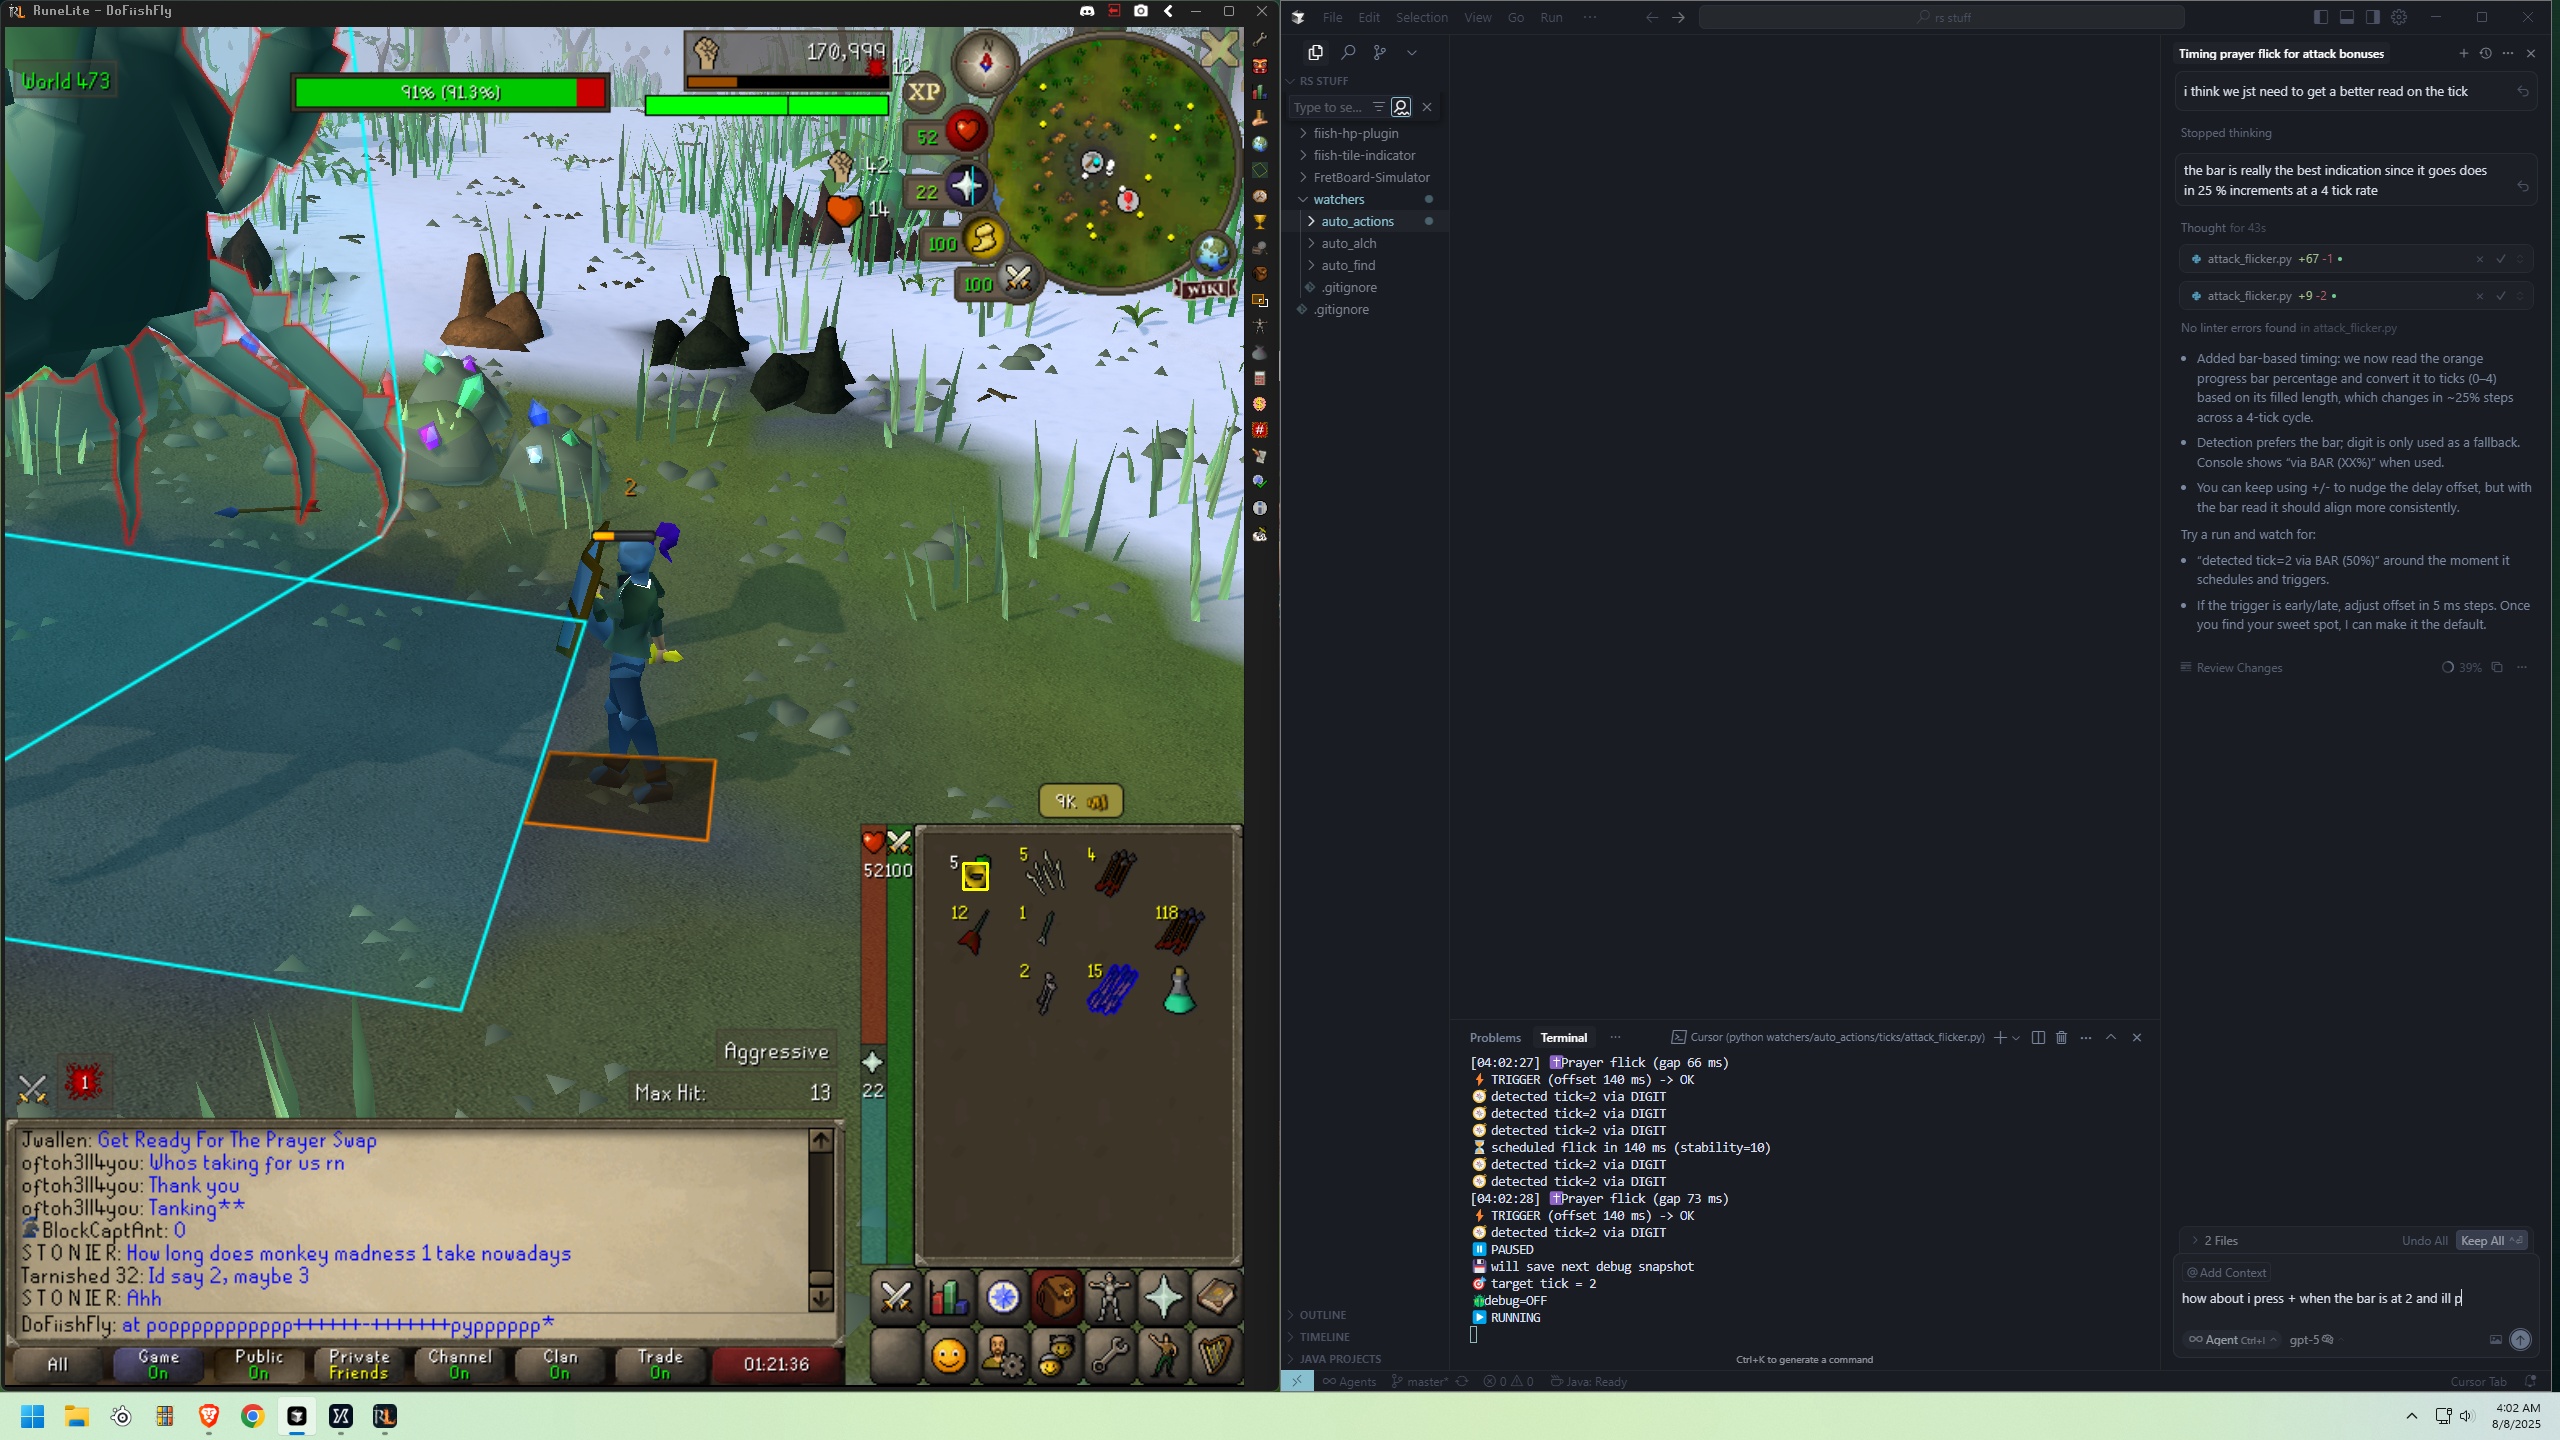 RuneLite - DoFiishFly
World 473
91% (91.3%)
170,999
12
XP
52
42
22
14
100
100
WIKI
2
9K
52
100
5
5
4
12
1
118
2
15
22
Aggressive
Max Hit: 13
1
Jwallen: Get Ready For The Prayer Swap
oftoh3ll4you: Whos taking for us rn
oftoh3ll4you: Thank you
oftoh3ll4you: Tanking**
BlockCaptAnt: O
S T O N I E R: How long does monkey madness 1 take nowadays
Tarnished 32: Id say 2, maybe 3
S T O N I E R: Ahh
All
Game
On
Public
On
Private
Friends
Channel
On
Clan
On
Trade
On
01:21:36
File Edit Selection View Go Run ···
rs stuff
RS STUFF
Type to se...
fiish-hp-plugin
fiish-tile-indicator
FretBoard-Simulator
watchers
auto_actions
auto_alch
auto_find
.gitignore
.gitignore
OUTLINE
TIMELINE
JAVA PROJECTS
Problems Terminal ···
Cursor (python watchers/auto_actions/ticks/attack_flicker.py)
[04:02:27] Prayer flick (gap 66 ms)
TRIGGER (offset 140 ms) -> OK
detected tick=2 via DIGIT
detected tick=2 via DIGIT
detected tick=2 via DIGIT
scheduled flick in 140 ms (stability=10)
detected tick=2 via DIGIT
detected tick=2 via DIGIT
[04:02:28] Prayer flick (gap 73 ms)
TRIGGER (offset 140 ms) -> OK
detected tick=2 via DIGIT
PAUSED
will save next debug snapshot
target tick = 2
debug=OFF
RUNNING
Ctrl+K to generate a command
Timing prayer flick for attack bonuses
i think we jst need to get a better read on the tick
Stopped thinking
the bar is really the best indication since it goes does
in 25 % increments at a 4 tick rate
Thought for 43s
attack_flicker.py +67 -1 •
attack_flicker.py +9 -2 •
No linter errors found in attack_flicker.py
• Added bar-based timing: we now read the orange
progress bar percentage and convert it to ticks (0–4)
based on its filled length, which changes in ~25% steps
across a 4-tick cycle.
• Detection prefers the bar; digit is only used as a fallback.
Console shows “via BAR (XX%)” when used.
• You can keep using +/- to nudge the delay offset, but with
the bar read it should align more consistently.
Try a run and watch for:
• “detected tick=2 via BAR (50%)” around the moment it
schedules and triggers.
• If the trigger is early/late, adjust offset in 5 ms steps. Once
you find your sweet spot, I can make it the default.
Review Changes
39%
2 Files
Undo All
Keep All
@ Add Context
how about i press + when the bar is at 2 and ill p
Agent Ctrl+I
gpt-5
Agents
master*
0 0
Java: Ready
Cursor Tab
4:02 AM
8/8/2025